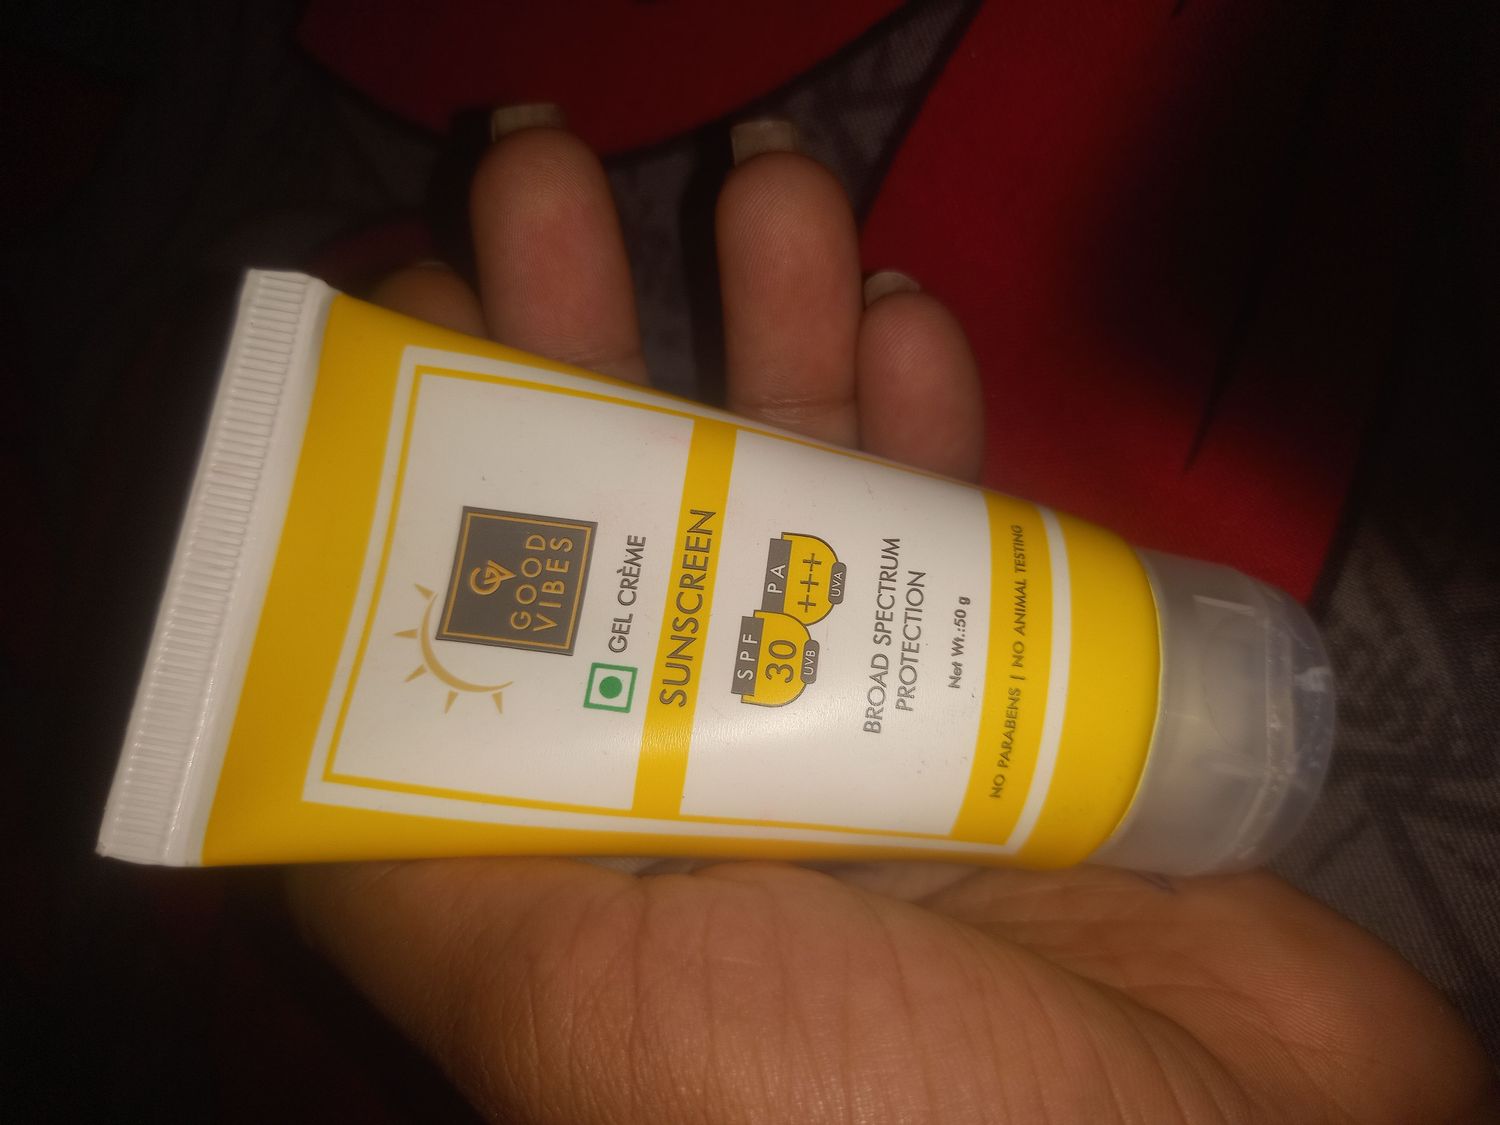 GV
GOOD
VIBES
GEL CRÈME
SUNSCREEN
SPF
30
UVB
PA
+++
UVA
BROAD SPECTRUM
PROTECTION
Net Wt.:50 g
NO PARABENS | NO ANIMAL TESTING